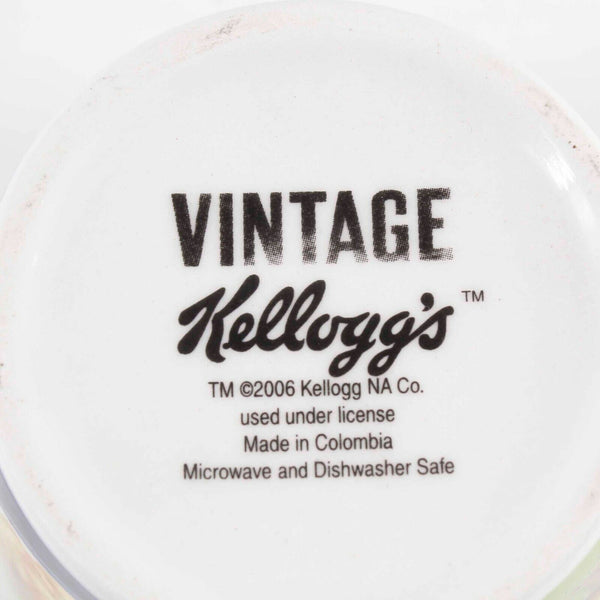 VINTAGE
Kellogg's™
TM ©2006 Kellogg NA Co.
used under license
Made in Colombia
Microwave and Dishwasher Safe